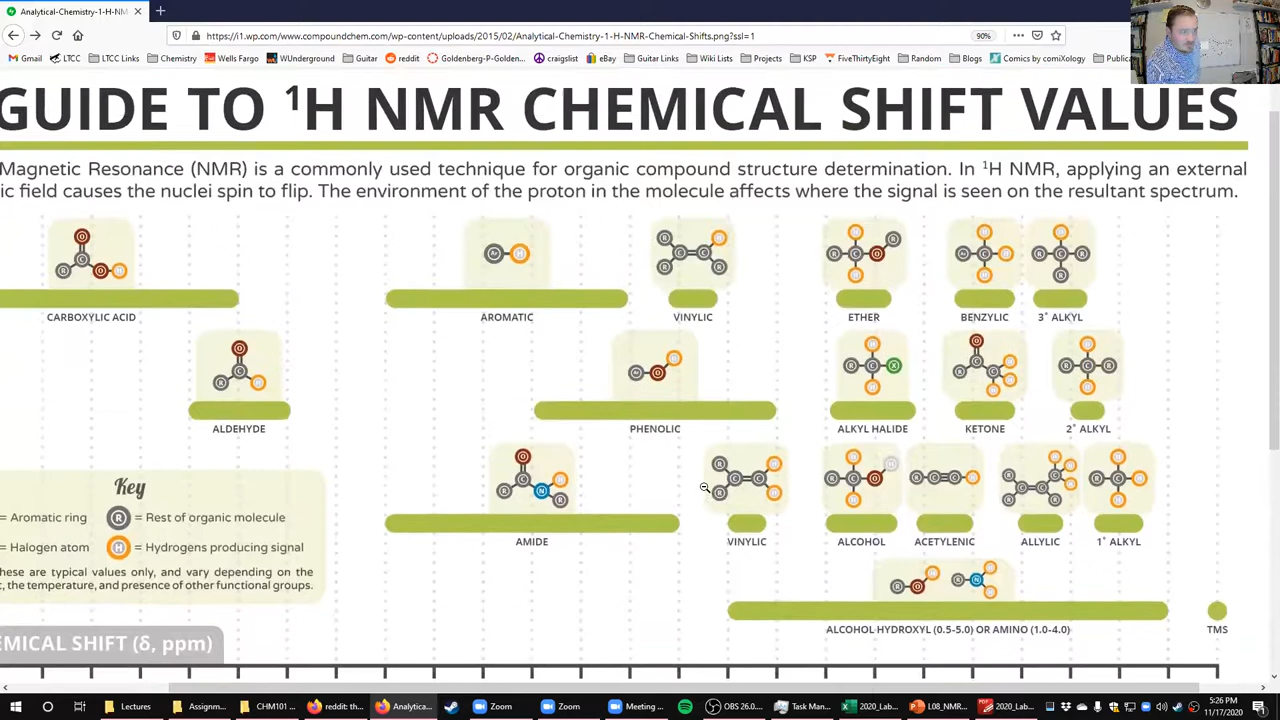 Analytical-Chemistry-1-H-NM
https://i1.wp.com/www.compoundchem.com/wp-content/uploads/2015/02/Analytical-Chemistry-1-H-NMR-Chemical-Shifts.png?ssl=1
90%
Gmail LTCC LTCC Links Chemistry Wells Fargo WUnderground Guitar reddit Goldenberg-P-Golden... craigslist eBay Guitar Links Wiki Lists Projects KSP FiveThirtyEight Random Blogs Comics by comiXology Publica
GUIDE TO ¹H NMR CHEMICAL SHIFT VALUES
Magnetic Resonance (NMR) is a commonly used technique for organic compound structure determination. In ¹H NMR, applying an external
ic field causes the nuclei spin to flip. The environment of the proton in the molecule affects where the signal is seen on the resultant spectrum.
CARBOXYLIC ACID AROMATIC VINYLIC ETHER BENZYLIC 3° ALKYL
ALDEHYDE PHENOLIC ALKYL HALIDE KETONE 2° ALKYL
AMIDE VINYLIC ALCOHOL ACETYLENIC ALLYLIC 1° ALKYL
Key
= Aromatic ring R = Rest of organic molecule
= Halogen atom H = Hydrogens producing signal
hese are typical values only, and vary depending on the
t, the temperature, and presence of other functional groups.
ALCOHOL HYDROXYL (0.5-5.0) OR AMINO (1.0-4.0) TMS
EMICAL SHIFT (δ, ppm)
Lectures Assignm... CHM101 reddit: th... Analytica... Zoom Zoom Meeting ... OBS 26.0.... Task Man... 2020_Lab... L08_NMR... 2020_Lab...
5:26 PM
11/17/2020